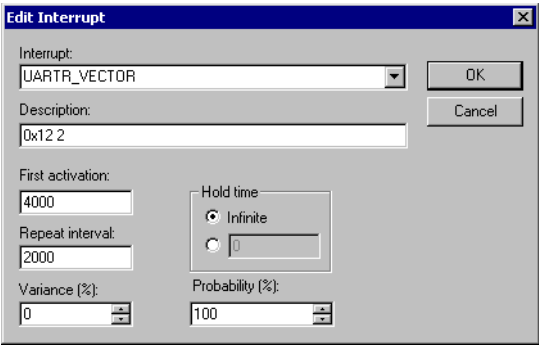 Edit Interrupt
Interrupt:
UARTR_VECTOR
OK
Description:
Cancel
0x12 2
First activation:
4000
Hold time
Infinite
Repeat interval:
2000
0
Variance (%):
Probability (%):
0
100